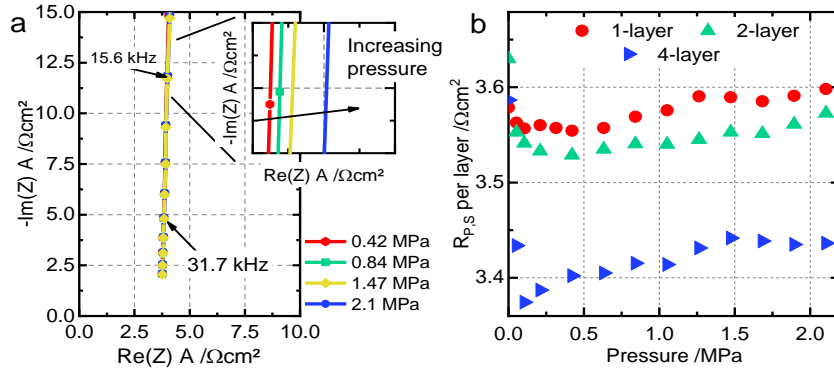 a
15.0
12.5
10.0
7.5
5.0
2.5
0.0
-Im(Z) A /Ωcm²
0.0
2.5
5.0
7.5
10.0
Re(Z) A /Ωcm²
15.6 kHz
31.7 kHz
-Im(Z) A /Ωcm²
Re(Z) A /Ωcm²
Increasing
pressure
0.42 MPa
0.84 MPa
1.47 MPa
2.1 MPa
b
1-layer
2-layer
4-layer
3.6
3.5
3.4
R_P,S per layer /Ωcm²
0.0
0.5
1.0
1.5
2.0
Pressure /MPa